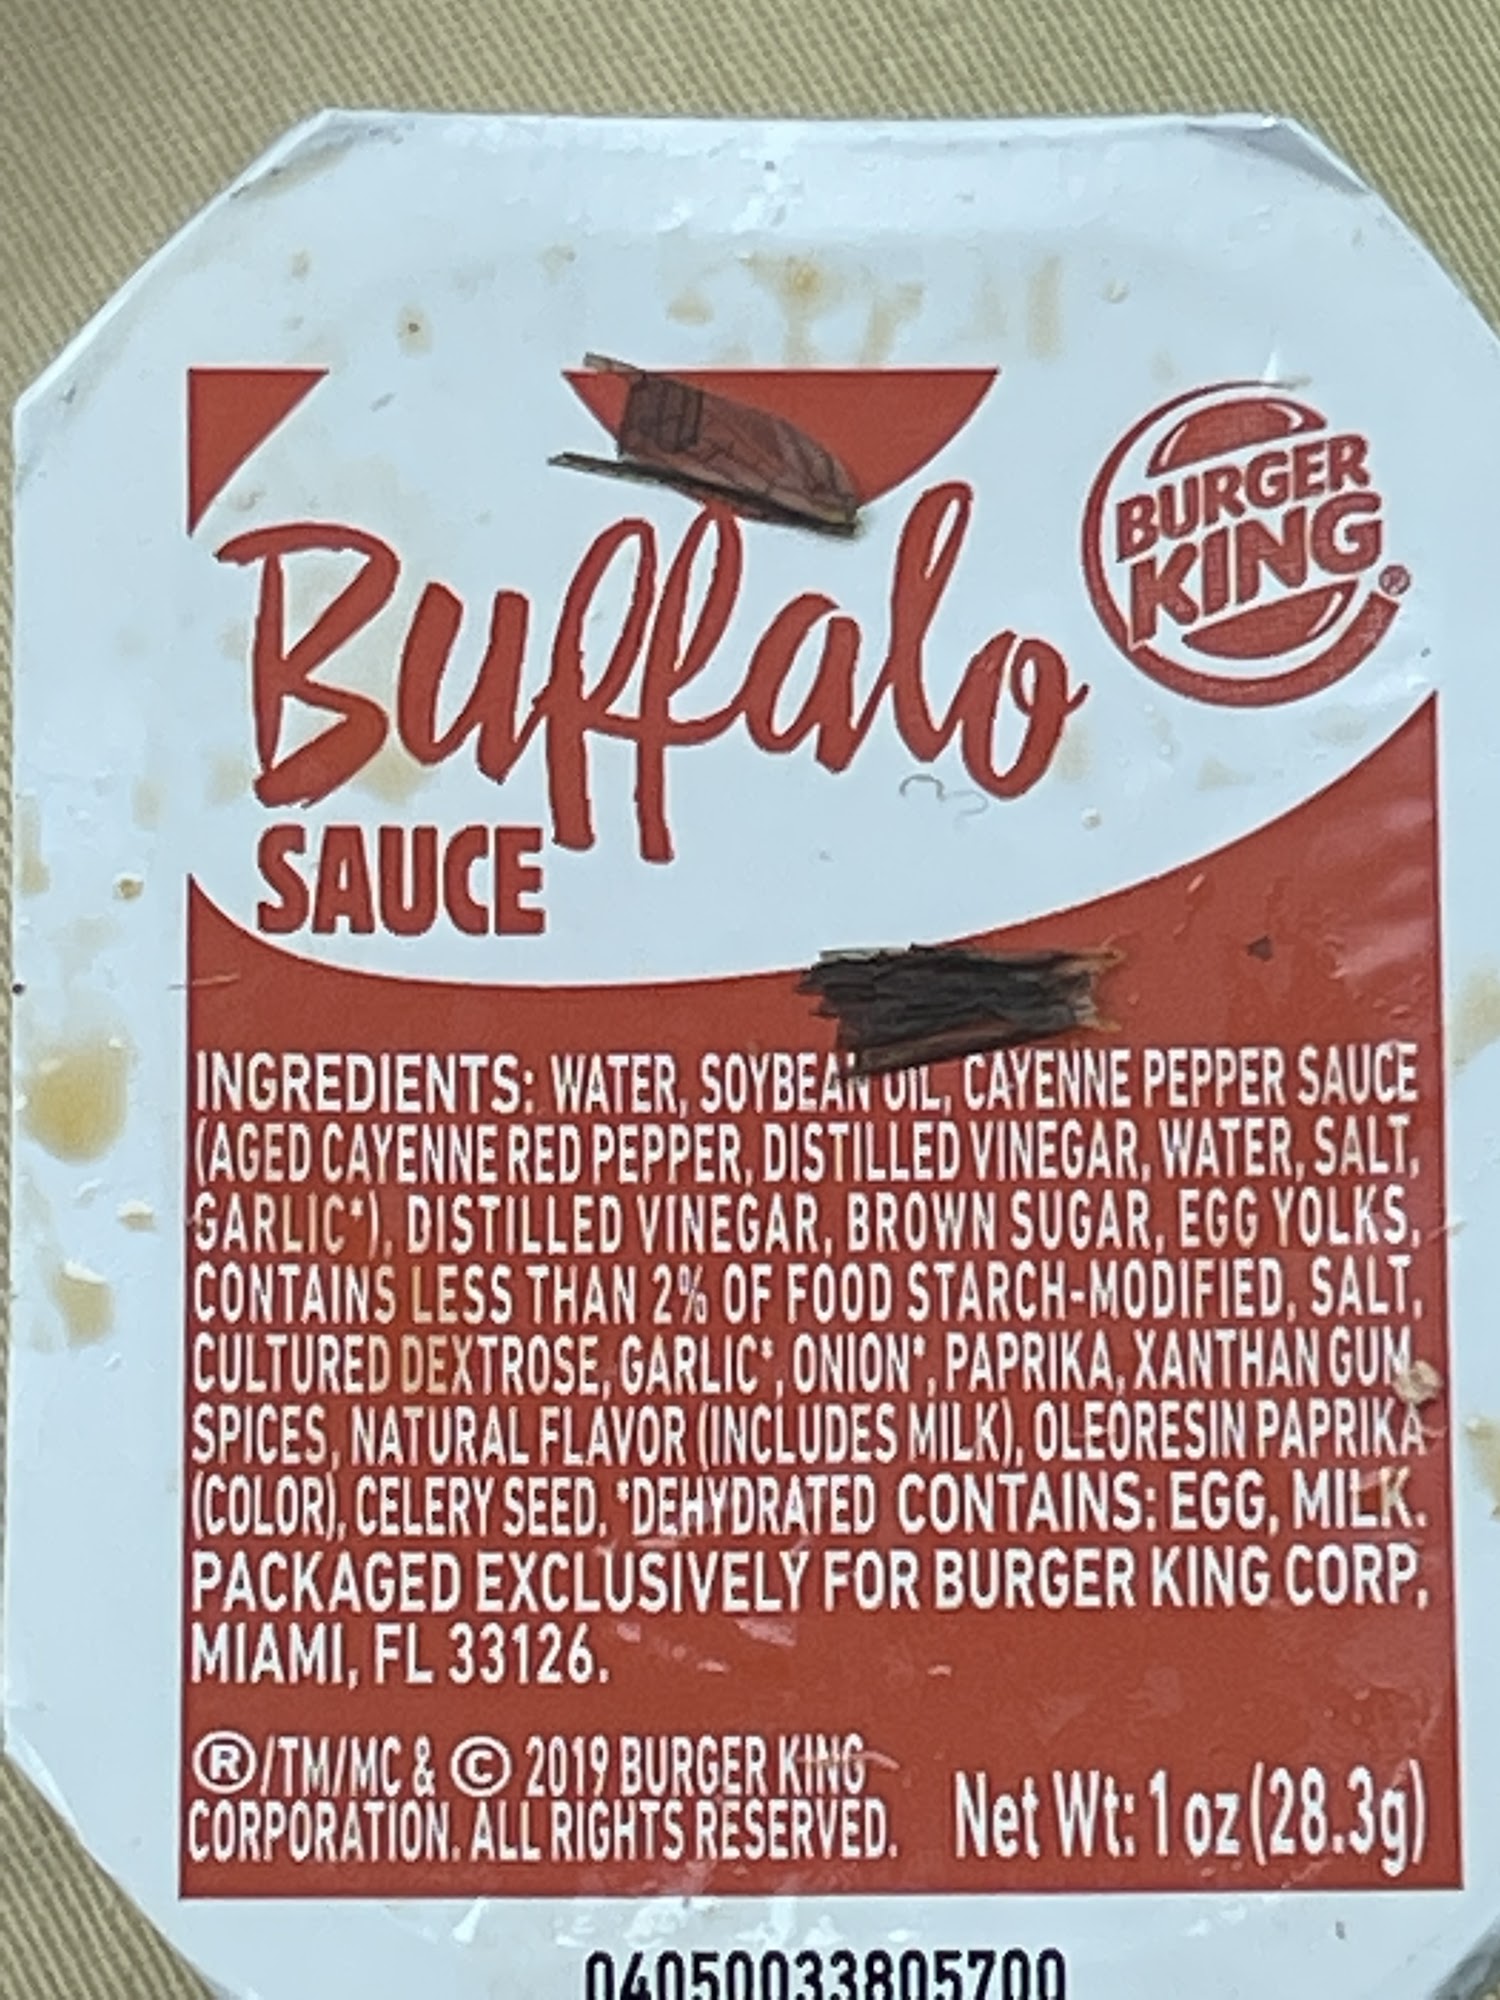 Buffalo
SAUCE
BURGER
KING®
INGREDIENTS: WATER, SOYBEAN OIL, CAYENNE PEPPER SAUCE
(AGED CAYENNE RED PEPPER, DISTILLED VINEGAR, WATER, SALT,
GARLIC*), DISTILLED VINEGAR, BROWN SUGAR, EGG YOLKS,
CONTAINS LESS THAN 2% OF FOOD STARCH-MODIFIED, SALT,
CULTURED DEXTROSE, GARLIC*, ONION*, PAPRIKA, XANTHAN GUM,
SPICES, NATURAL FLAVOR (INCLUDES MILK), OLEORESIN PAPRIKA
(COLOR), CELERY SEED. *DEHYDRATED CONTAINS: EGG, MILK.
PACKAGED EXCLUSIVELY FOR BURGER KING CORP,
MIAMI, FL 33126.
®/TM/MC & © 2019 BURGER KING
CORPORATION. ALL RIGHTS RESERVED.
Net Wt: 1 oz (28.3g)
04050033805700